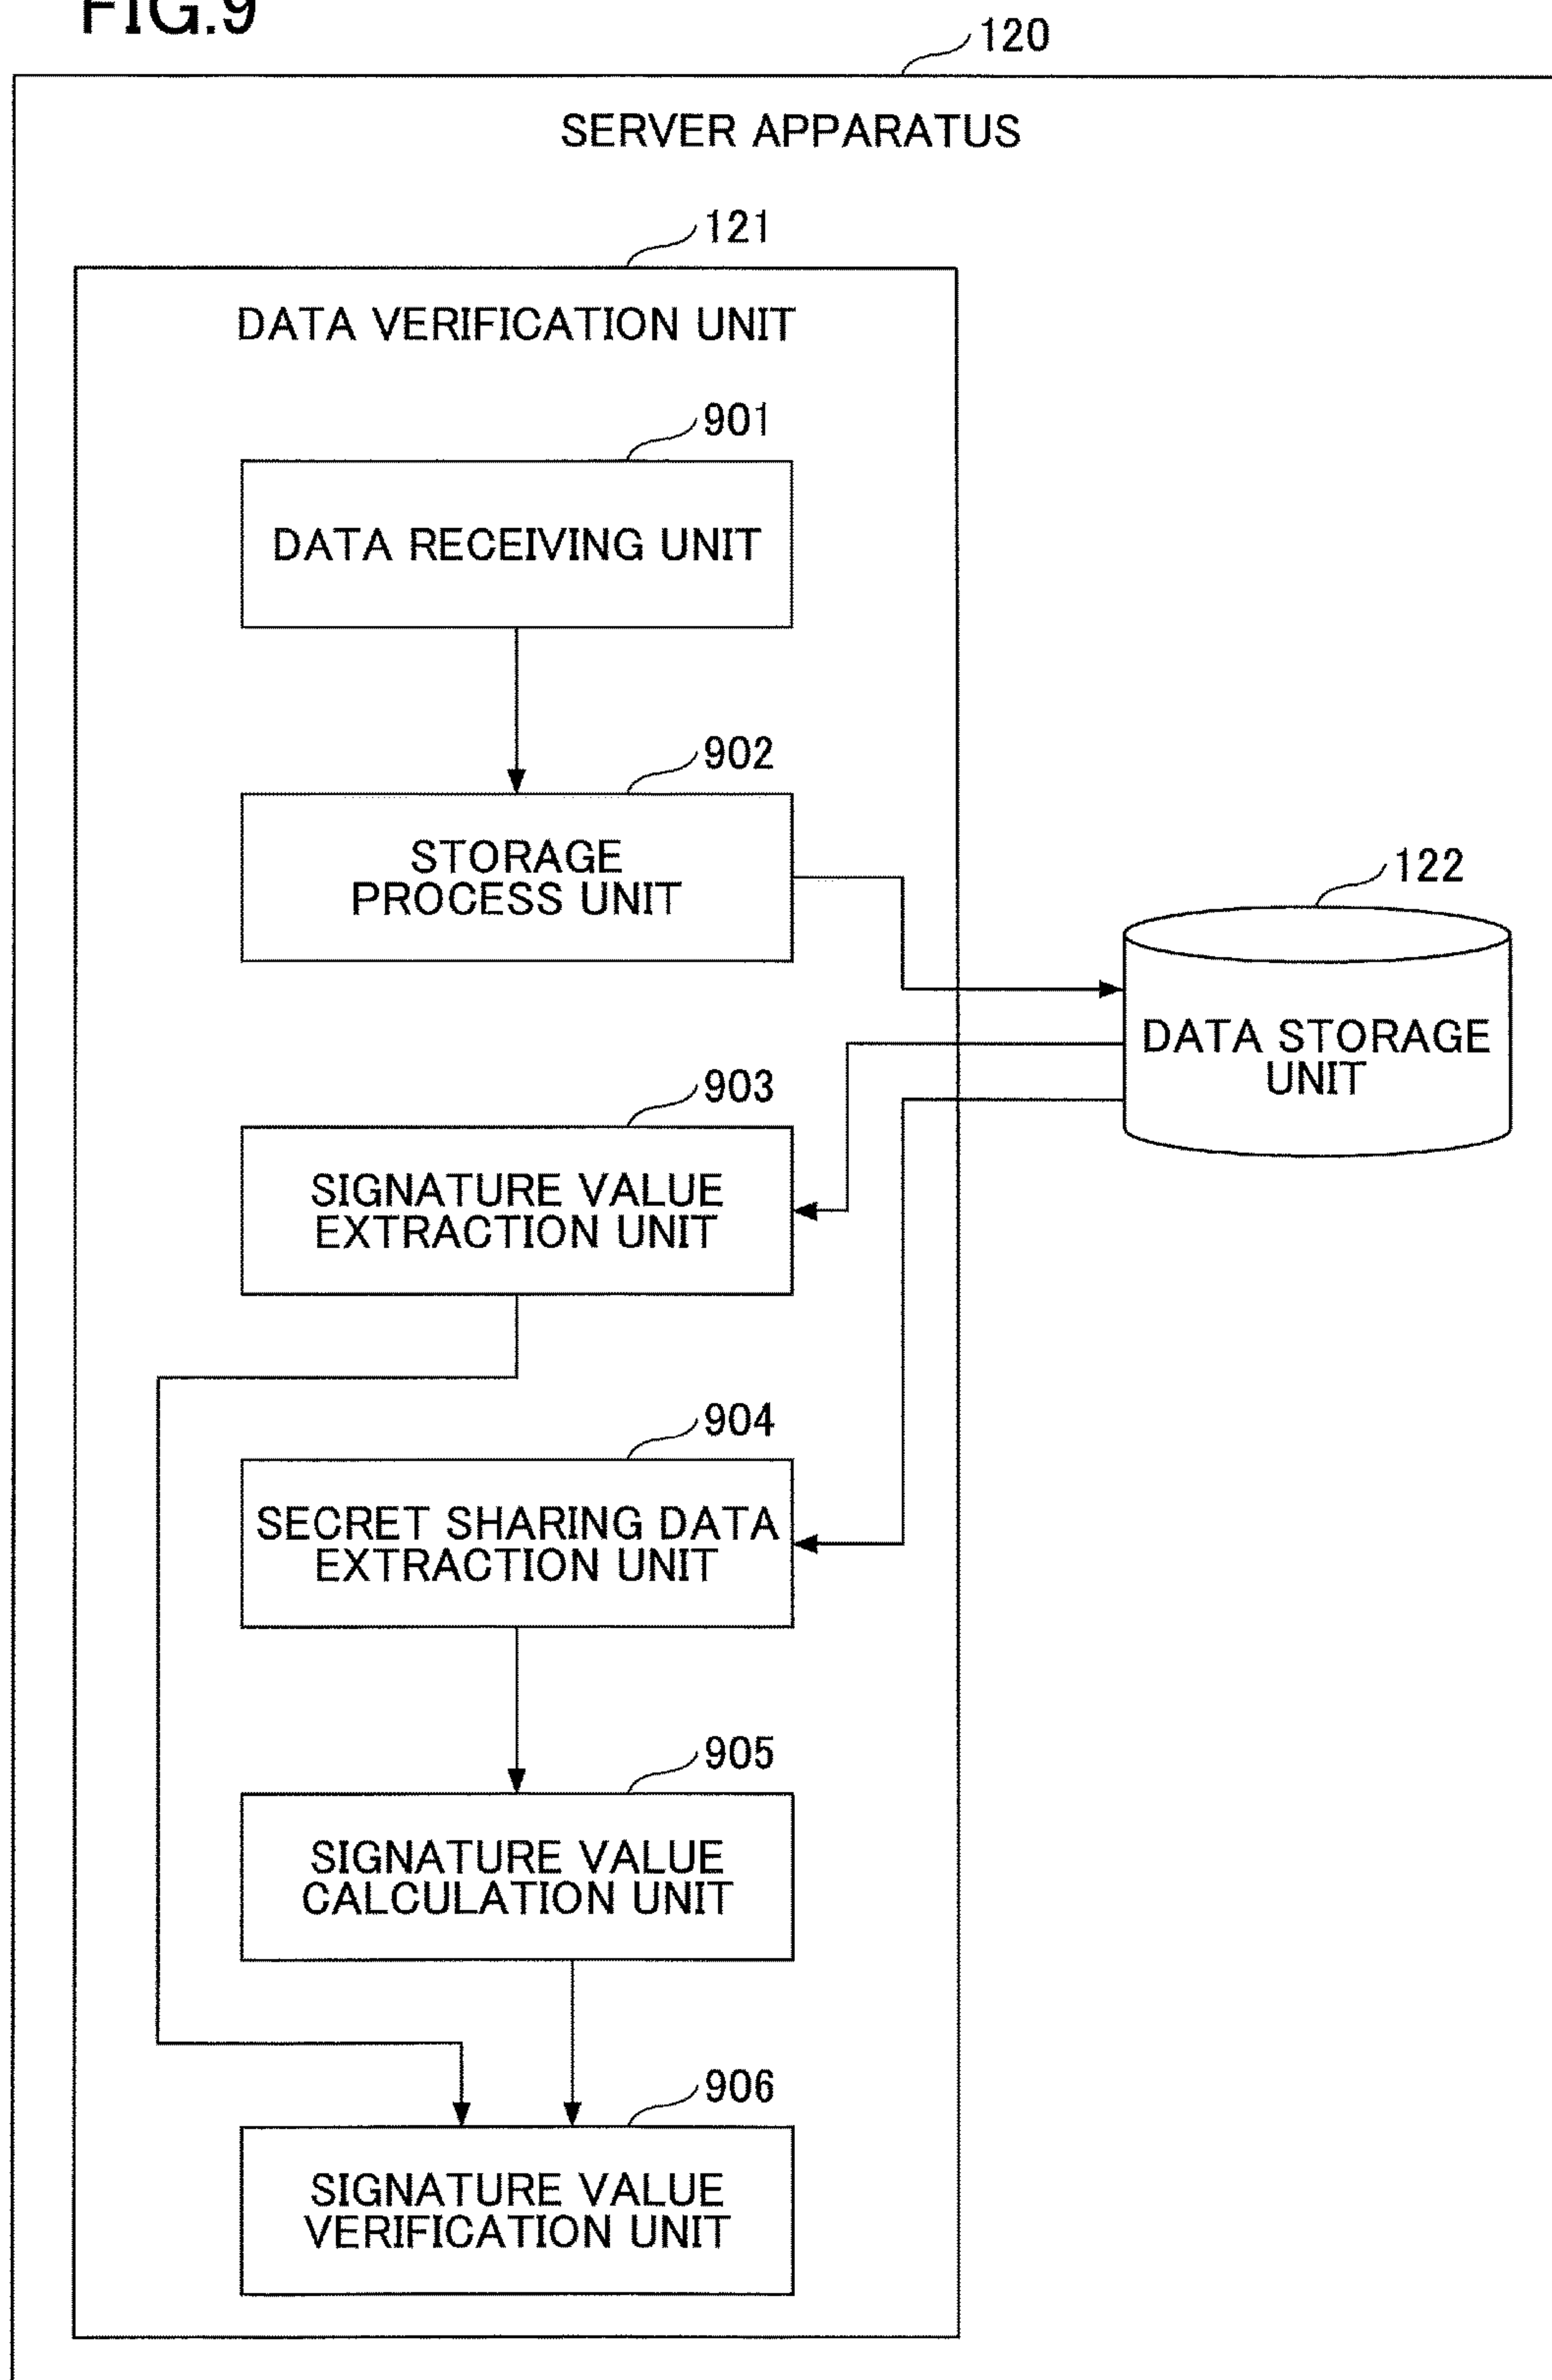 FIG.9
120
SERVER APPARATUS
121
DATA VERIFICATION UNIT
901
DATA RECEIVING UNIT
902
STORAGE
PROCESS UNIT
122
DATA STORAGE
UNIT
903
SIGNATURE VALUE
EXTRACTION UNIT
904
SECRET SHARING DATA
EXTRACTION UNIT
905
SIGNATURE VALUE
CALCULATION UNIT
906
SIGNATURE VALUE
VERIFICATION UNIT